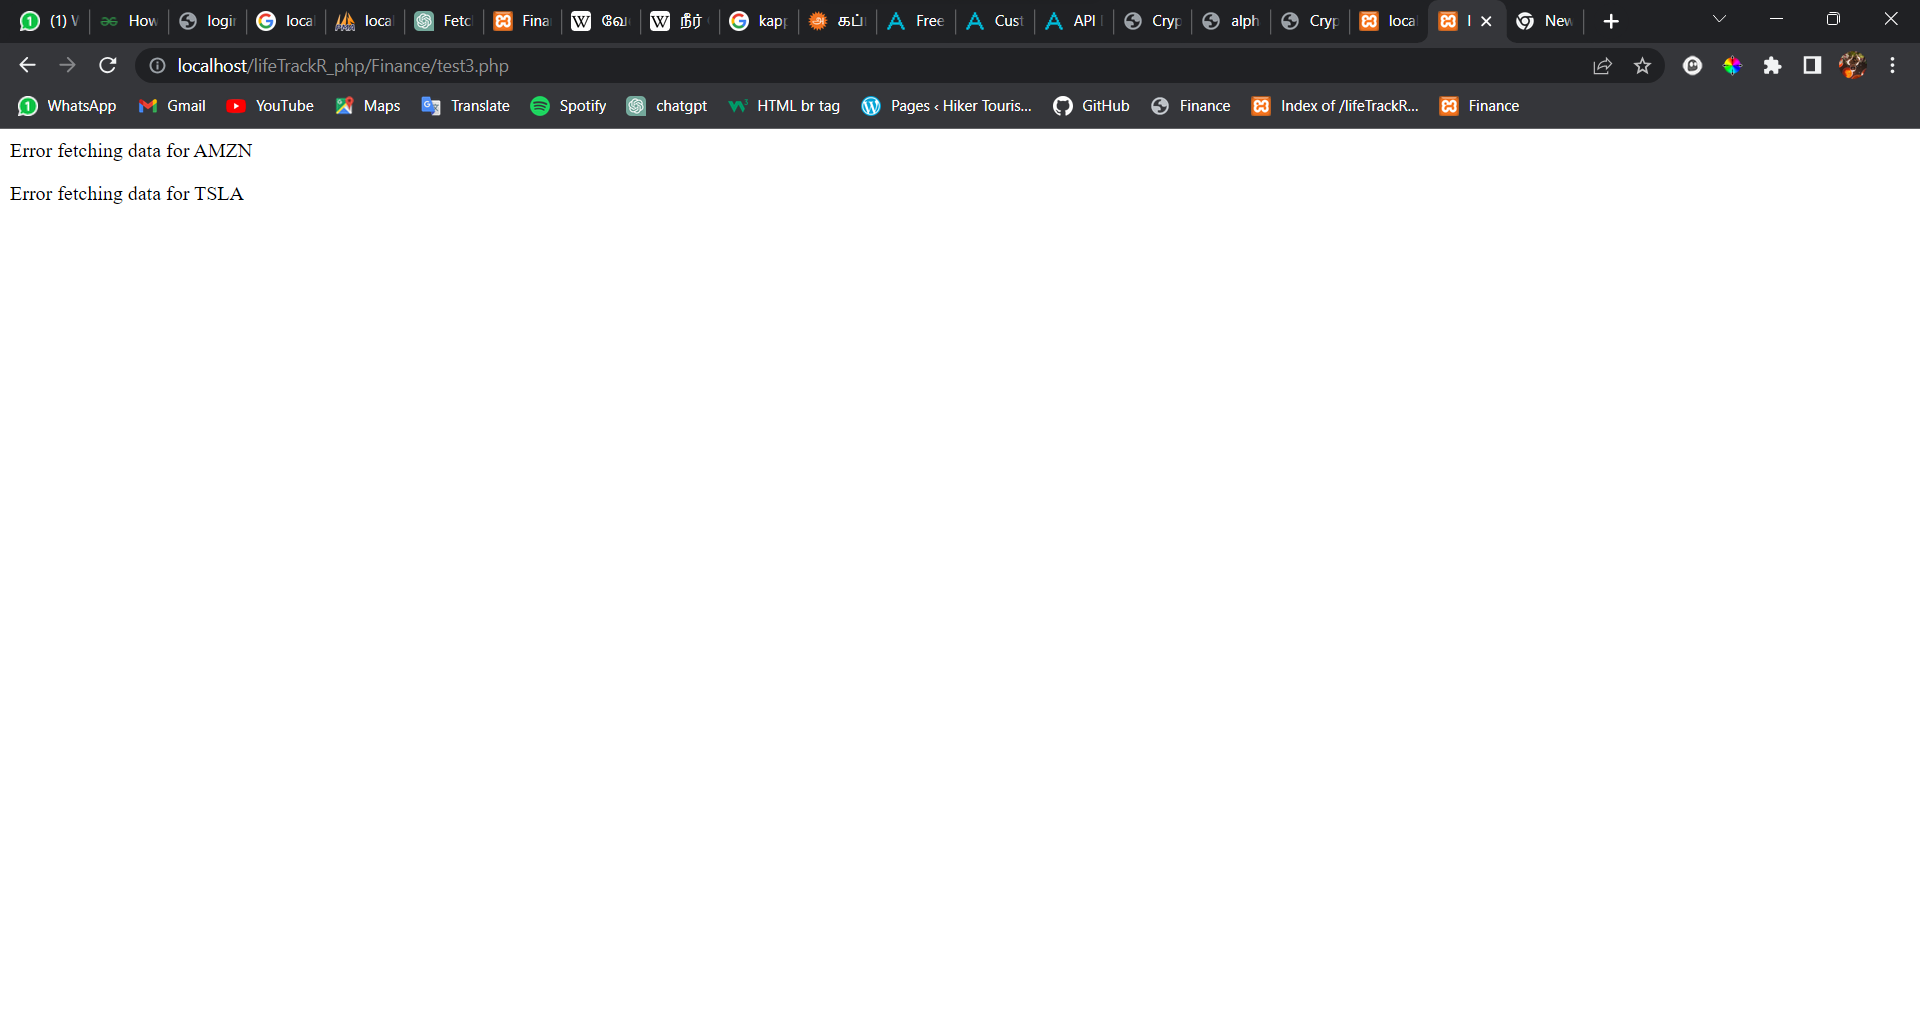 (1) W How login loca loca Fetc Fina வே நீர் kapp கப் Free Cust API Cryp alph Cryp loca New
localhost/lifeTrackR_php/Finance/test3.php
WhatsApp Gmail YouTube Maps Translate Spotify chatgpt HTML br tag Pages ‹ Hiker Touris... GitHub Finance Index of /lifeTrackR... Finance
Error fetching data for AMZN
Error fetching data for TSLA